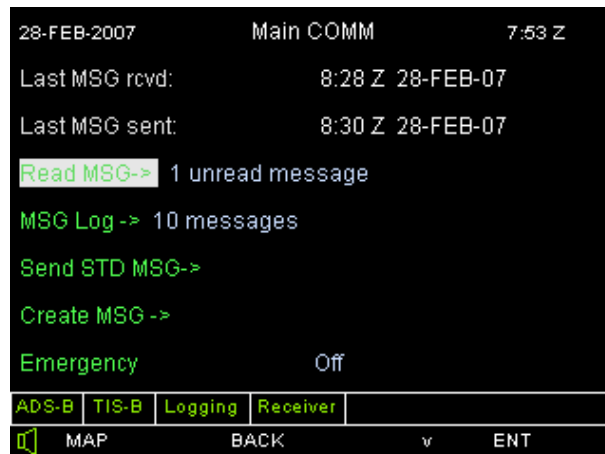 28-FEB-2007 Main COMM 7:53 Z
Last MSG rcvd: 8:28 Z 28-FEB-07
Last MSG sent: 8:30 Z 28-FEB-07
Read MSG-> 1 unread message
MSG Log -> 10 messages
Send STD MSG->
Create MSG ->
Emergency Off
ADS-B TIS-B Logging Receiver
MAP BACK v ENT